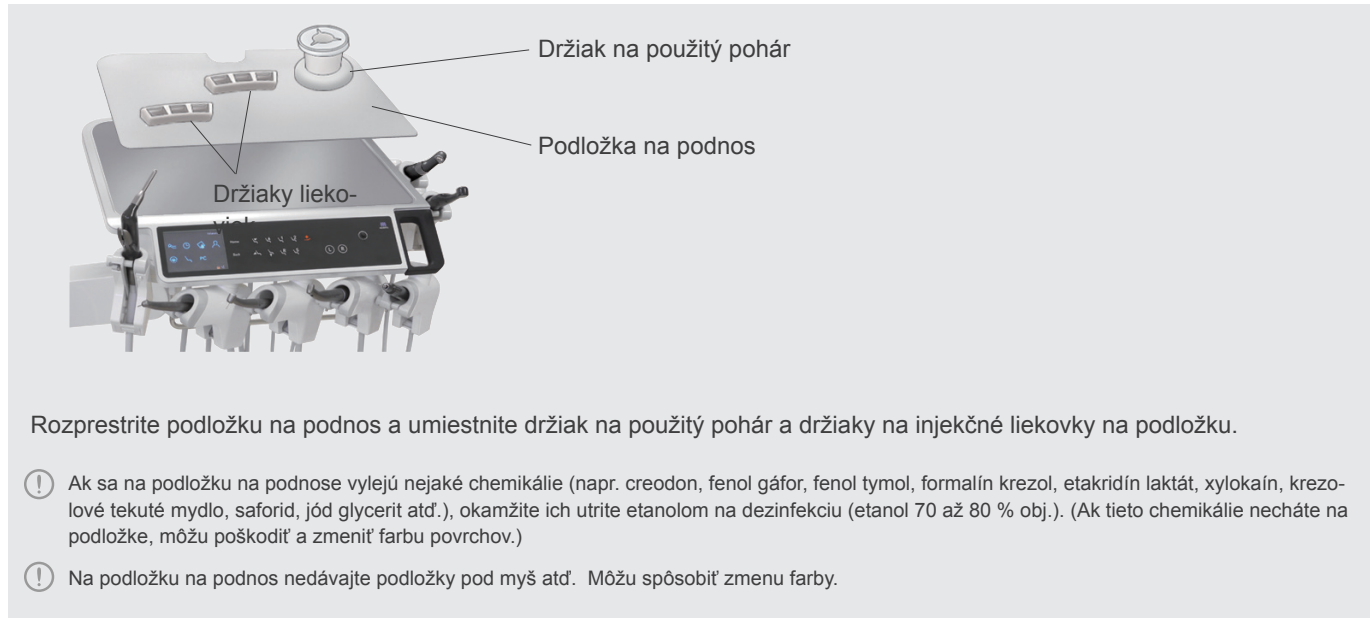 Držiak na použitý pohár
Podložka na podnos
Držiaky lieko-
viek
Rozprestrite podložku na podnos a umiestnite držiak na použitý pohár a držiaky na injekčné liekovky na podložku.
Ak sa na podložku na podnose vylejú nejaké chemikálie (napr. creodon, fenol gáfor, fenol tymol, formalín krezol, etakridín laktát, xylokaín, krezo-
lové tekuté mydlo, saforid, jód glycerit atď.), okamžite ich utrite etanolom na dezinfekciu (etanol 70 až 80 % obj.). (Ak tieto chemikálie necháte na
podložke, môžu poškodiť a zmeniť farbu povrchov.)
Na podložku na podnos nedávajte podložky pod myš atď.  Môžu spôsobiť zmenu farby.